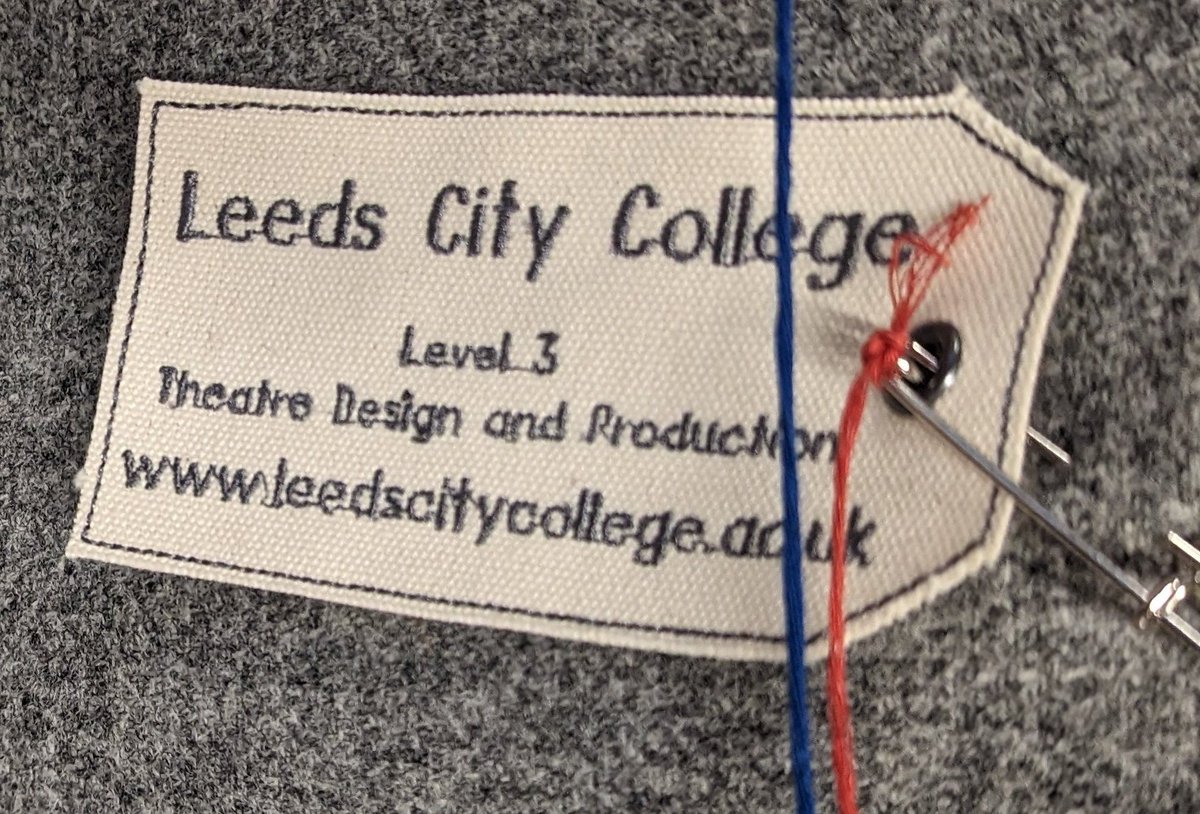 Leeds City College
Level 3
Theatre Design and Production
www.leedscitycollege.ac.uk